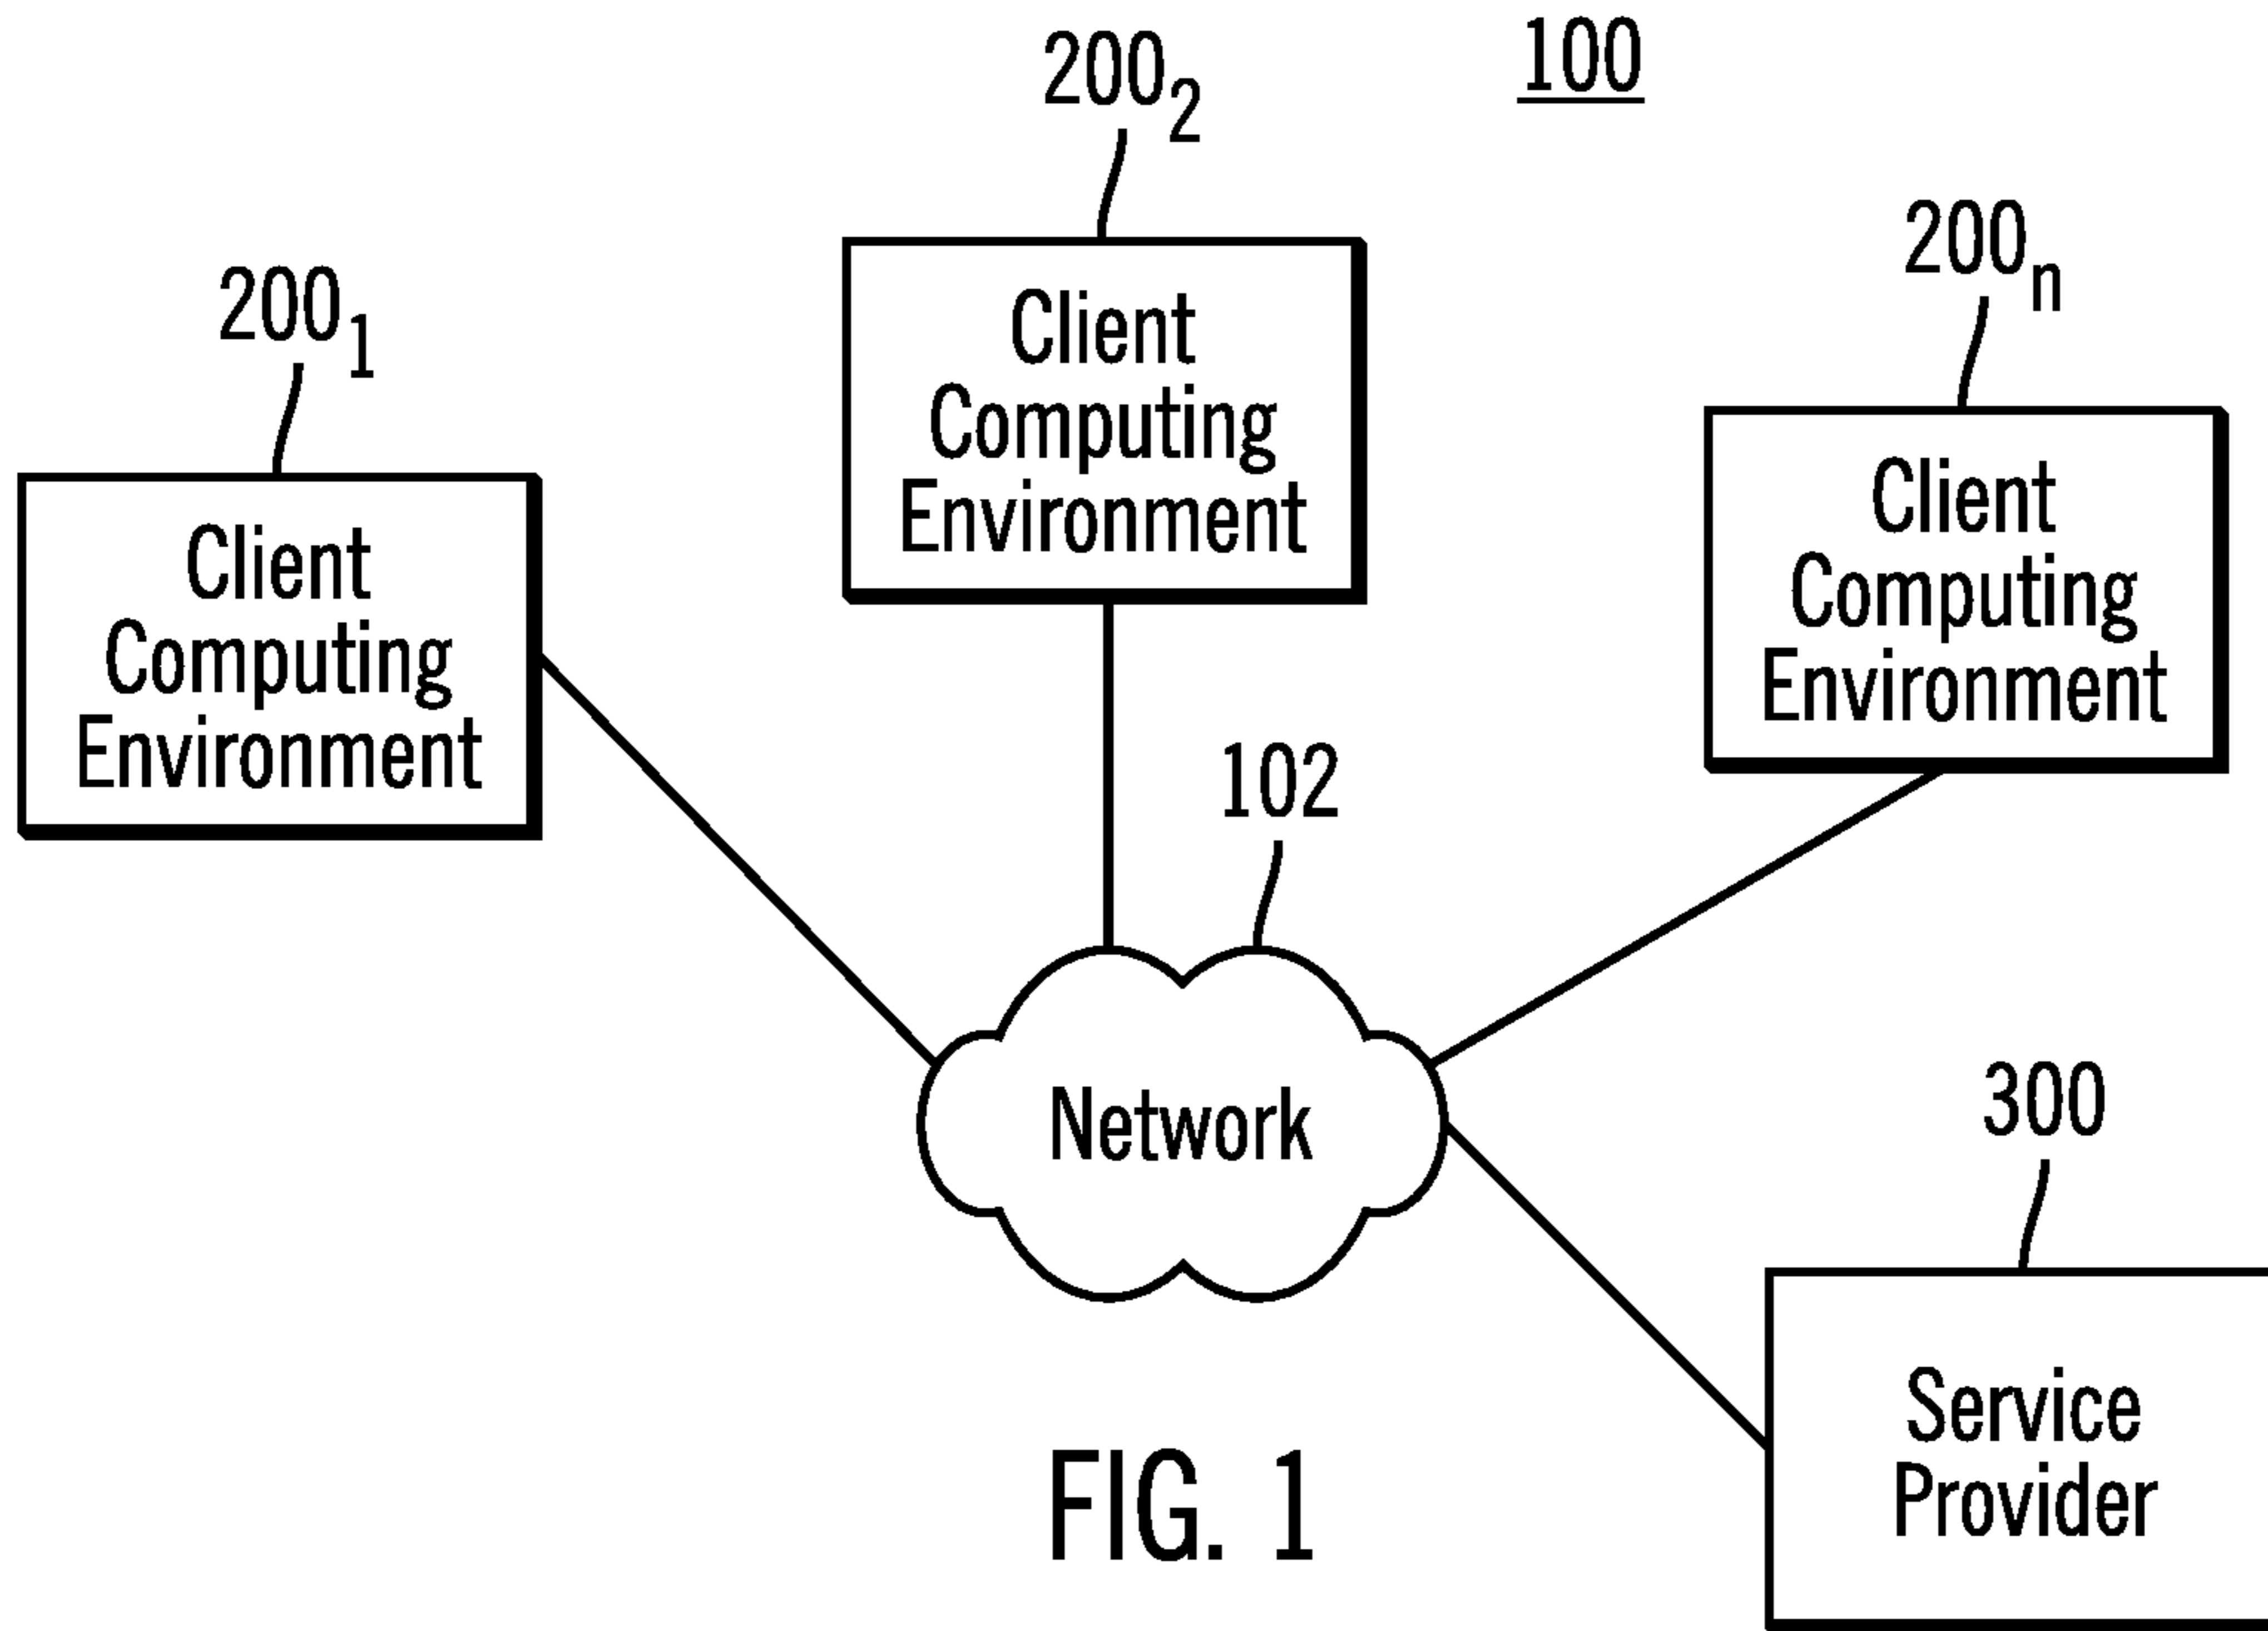 100
200₂
200ₙ
200₁
Client
Computing
Environment
Client
Computing
Environment
Client
Computing
Environment
102
Network
300
Service
Provider
FIG. 1